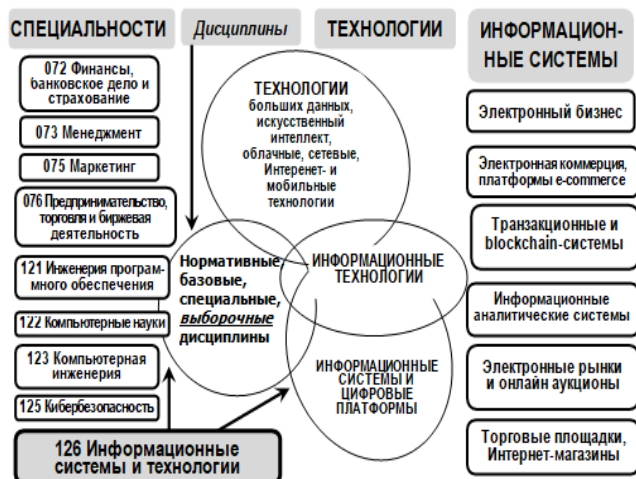 СПЕЦИАЛЬНОСТИ
072 Финансы,
банковское дело и
страхование
073 Менеджмент
075 Маркетинг
076 Предпринимательство,
торговля и биржевая
деятельность
121 Инженерия програм-
много обеспечения
122 Компьютерные науки
123 Компьютерная
инженерия
125 Кибербезопасность
126 Информационные
системы и технологии
Дисциплины
Нормативные,
базовые,
специальные,
выборочные
дисциплины
ТЕХНОЛОГИИ
ТЕХНОЛОГИИ
больших данных,
искусственный
интеллект,
облачные, сетевые,
Интеренет- и
мобильные
технологии
ИНФОРМАЦИОННЫЕ
ТЕХНОЛОГИИ
ИНФОРМАЦИОННЫЕ
СИСТЕМЫ И
ЦИФРОВЫЕ
ПЛАТФОРМЫ
ИНФОРМАЦИОН-
НЫЕ СИСТЕМЫ
Электронный бизнес
Электронная коммерция,
платформы e-commerce
Транзакционные и
blockchain-системы
Информационные
аналитические системы
Электронные рынки
и онлайн аукционы
Торговые площадки,
Интернет-магазины